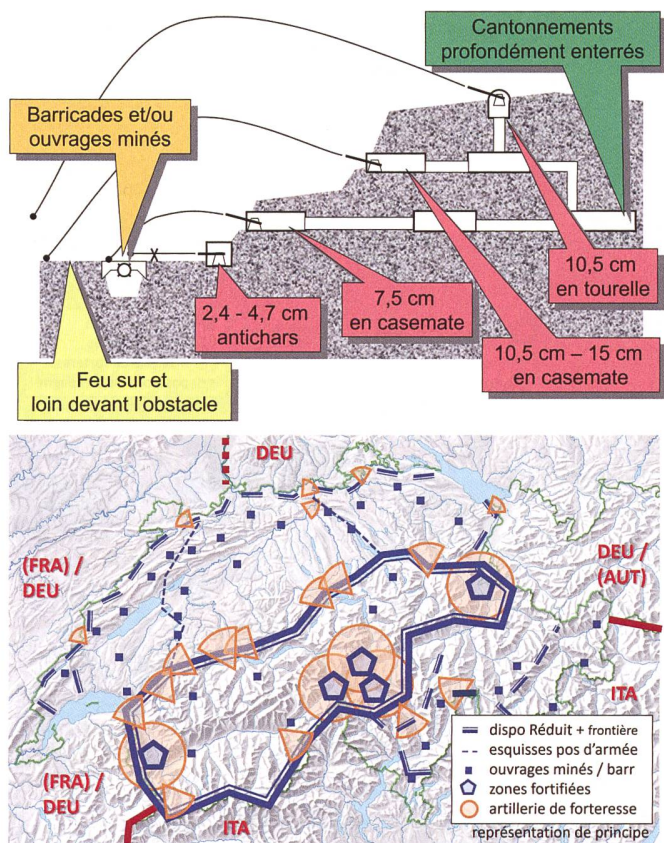 Cantonnements
profondément enterrés
Barricades et/ou
ouvrages minés
10,5 cm
en tourelle
2,4 - 4,7 cm
antichars
7,5 cm
en casemate
10,5 cm – 15 cm
en casemate
Feu sur et
loin devant l'obstacle
DEU
(FRA) /
DEU
DEU /
(AUT)
ITA
(FRA) /
DEU
ITA
dispo Réduit + frontière
esquisses pos d'armée
ouvrages minés / barr
zones fortifiées
artillerie de forteresse
représentation de principe